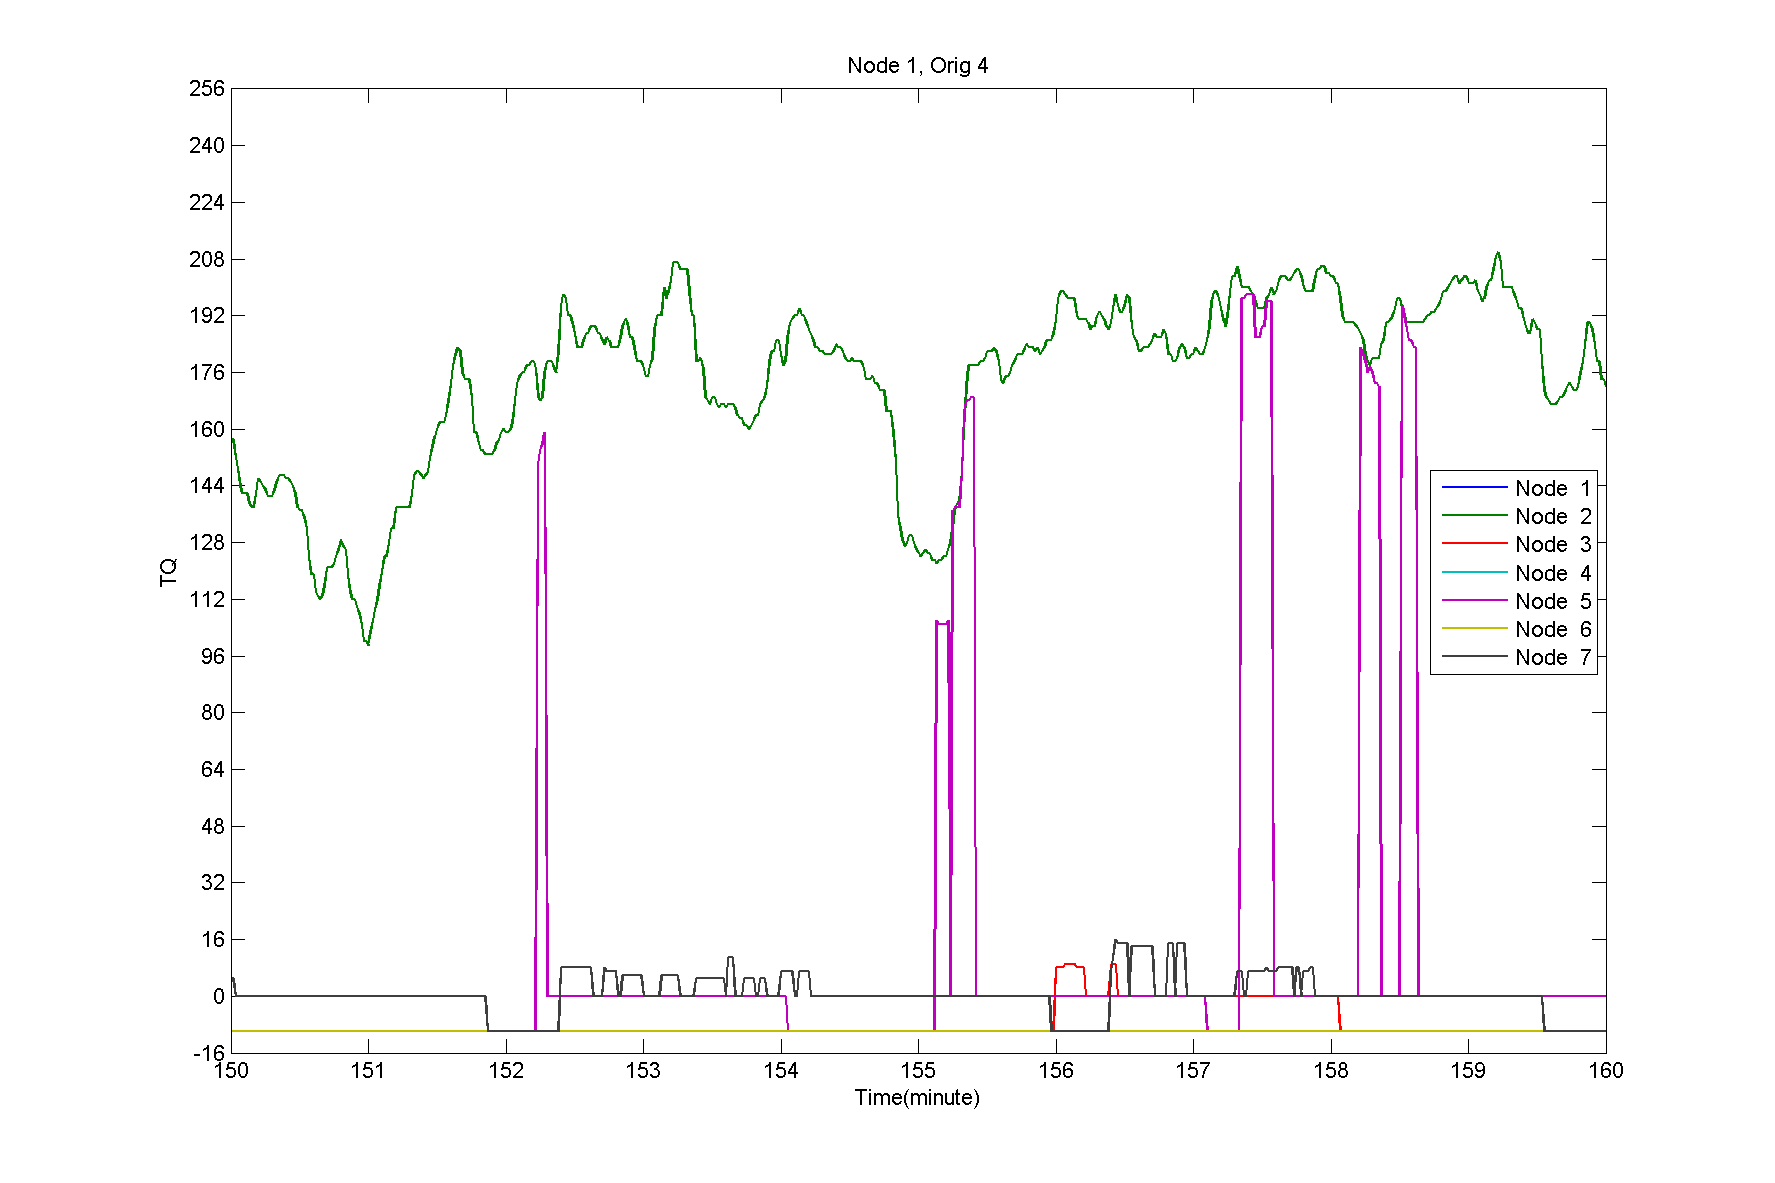 Node 1, Orig 4
256
240
224
208
192
176
160
144
128
112
96
80
64
48
32
16
0
-16
TQ
Node 1
Node 2
Node 3
Node 4
Node 5
Node 6
Node 7
150 151 152 153 154 155 156 157 158 159 160
Time(minute)